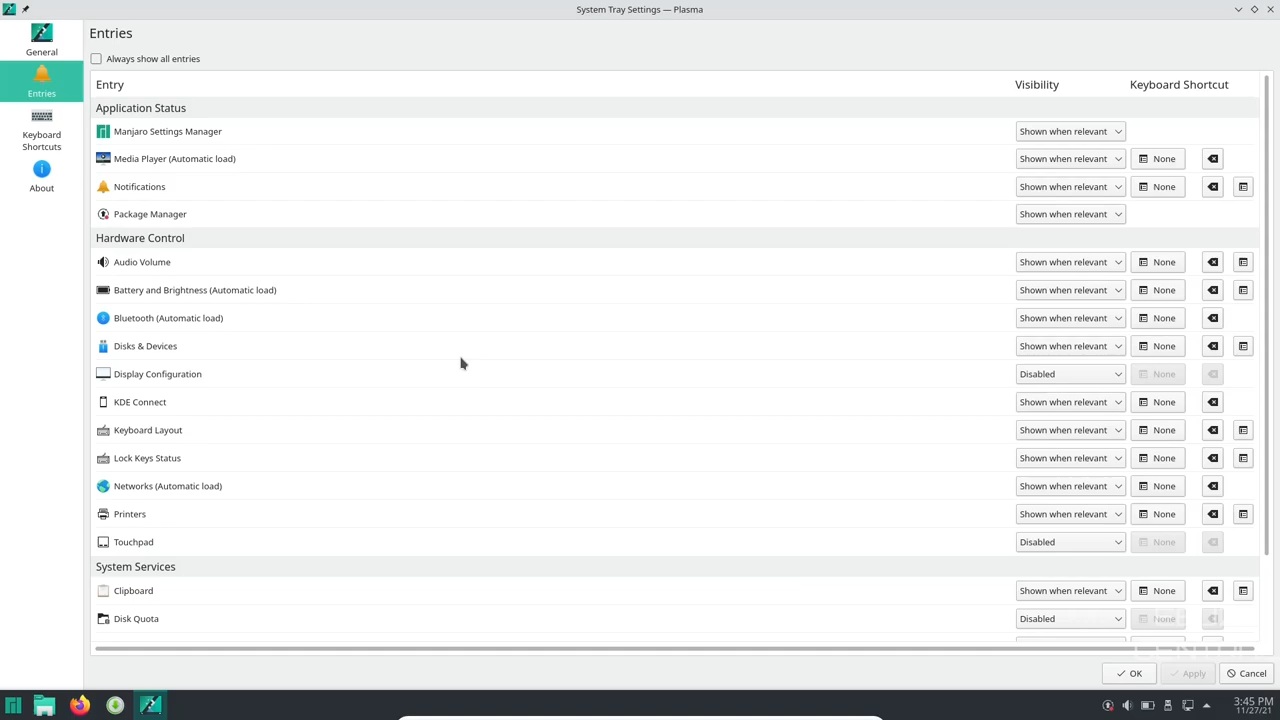 System Tray Settings — Plasma
General
Entries
Keyboard
Shortcuts
About
Entries
Always show all entries
Entry Visibility Keyboard Shortcut
Application Status
Manjaro Settings Manager Shown when relevant
Media Player (Automatic load) Shown when relevant None
Notifications Shown when relevant None
Package Manager Shown when relevant
Hardware Control
Audio Volume Shown when relevant None
Battery and Brightness (Automatic load) Shown when relevant None
Bluetooth (Automatic load) Shown when relevant None
Disks & Devices Shown when relevant None
Display Configuration Disabled None
KDE Connect Shown when relevant None
Keyboard Layout Shown when relevant None
Lock Keys Status Shown when relevant None
Networks (Automatic load) Shown when relevant None
Printers Shown when relevant None
Touchpad Disabled None
System Services
Clipboard Shown when relevant None
Disk Quota Disabled None
OK Apply Cancel
3:45 PM
11/27/21